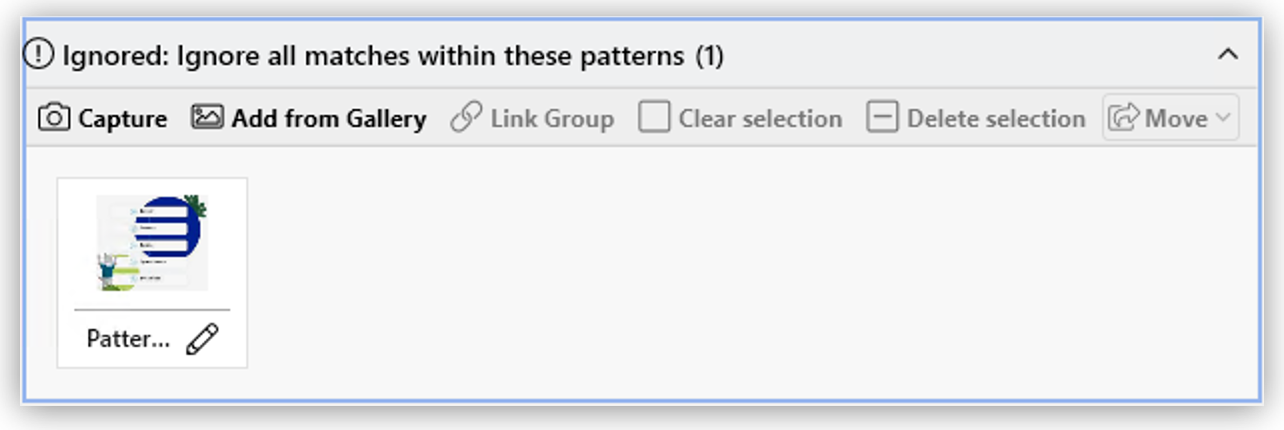 Ignored: Ignore all matches within these patterns (1)
Capture Add from Gallery Link Group Clear selection Delete selection Move
Patter...